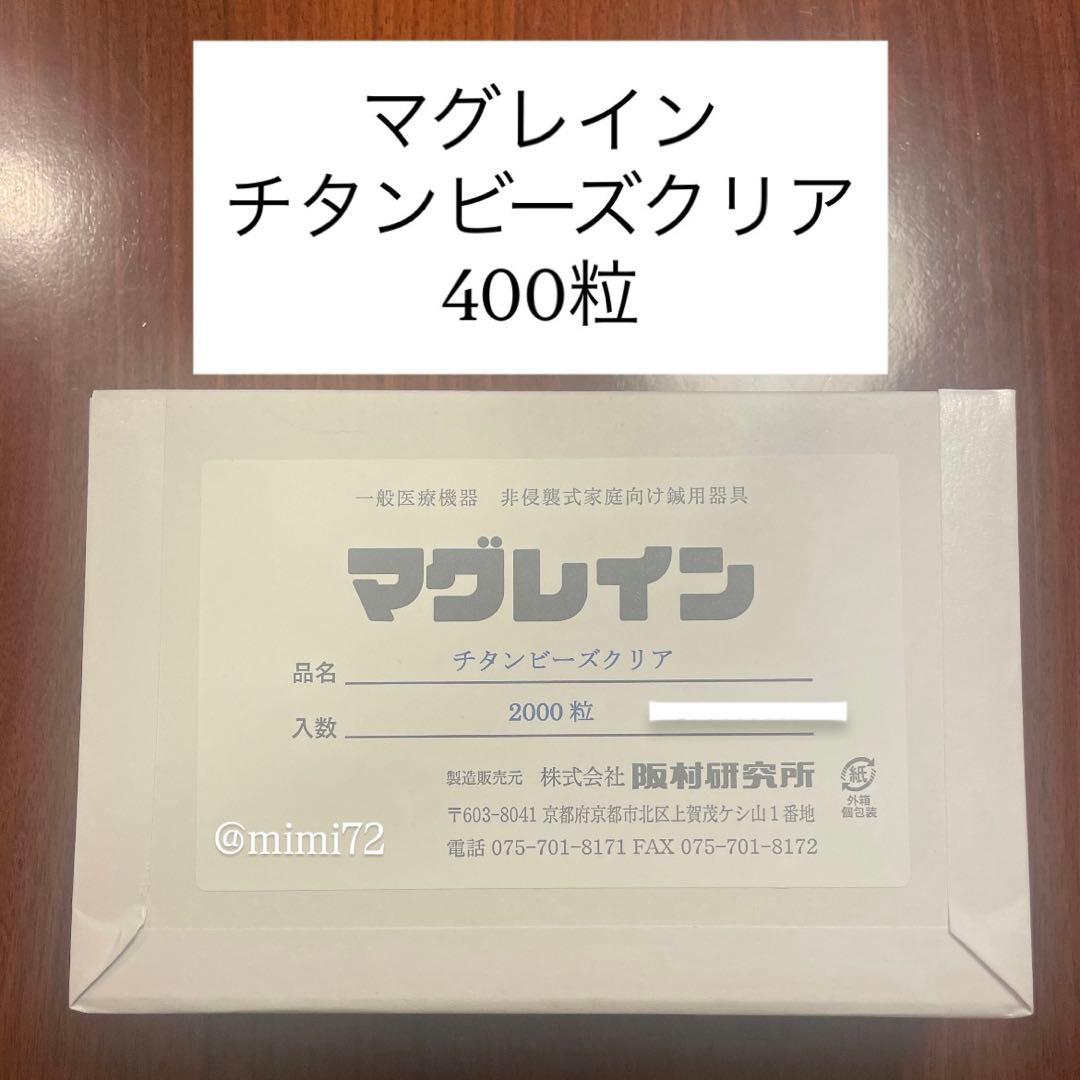 マグレイン
チタンビーズクリア
400粒
一般医療機器　非侵襲式家庭向け鍼用器具
マグレイン
品名 チタンビーズクリア
入数 2000 粒
製造販売元 株式会社 阪村研究所
〒603-8041 京都府京都市北区上賀茂ケシ山1番地
電話 075-701-8171 FAX 075-701-8172
紙
外箱
個包装
@mimi72